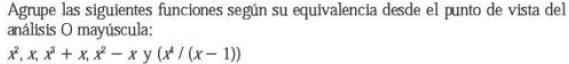 Agrupe las siguientes funciones según su equivalencia desde el punto de vista del
análisis O mayúscula:
x², x, x³ + x, x² – x y (x⁴ / (x – 1))